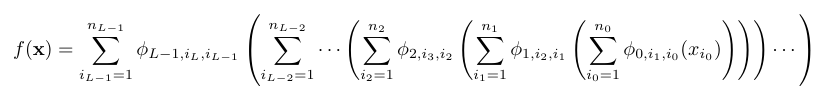 $$f(\mathbf{x}) = \sum_{i_{L-1}=1}^{n_{L-1}} \phi_{L-1,i_L,i_{L-1}} \left( \sum_{i_{L-2}=1}^{n_{L-2}} \cdots \left( \sum_{i_2=1}^{n_2} \phi_{2,i_3,i_2} \left( \sum_{i_1=1}^{n_1} \phi_{1,i_2,i_1} \left( \sum_{i_0=1}^{n_0} \phi_{0,i_1,i_0}(x_{i_0}) \right) \right) \right) \cdots \right)$$